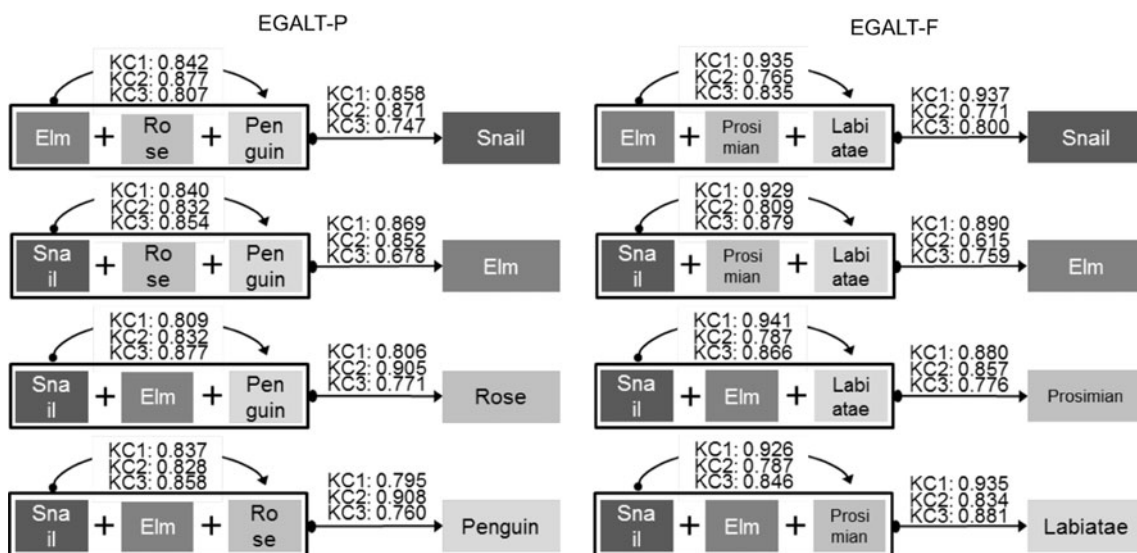 EGALT-P
KC1: 0.842
KC2: 0.877
KC3: 0.807
KC1: 0.858
KC2: 0.871
KC3: 0.747
Elm + Ro + Pen
se guin
Snail
KC1: 0.840
KC2: 0.832
KC3: 0.854
KC1: 0.869
KC2: 0.852
KC3: 0.678
Sna + Ro + Pen
il se guin
Elm
KC1: 0.809
KC2: 0.832
KC3: 0.877
KC1: 0.806
KC2: 0.905
KC3: 0.771
Sna + Elm + Pen
il guin
Rose
KC1: 0.837
KC2: 0.828
KC3: 0.858
KC1: 0.795
KC2: 0.908
KC3: 0.760
Sna + Elm + Ro
il se
Penguin
EGALT-F
KC1: 0.935
KC2: 0.765
KC3: 0.835
KC1: 0.937
KC2: 0.771
KC3: 0.800
Elm + Prosi + Labi
mian atae
Snail
KC1: 0.929
KC2: 0.809
KC3: 0.879
KC1: 0.890
KC2: 0.615
KC3: 0.759
Sna + Prosi + Labi
il mian atae
Elm
KC1: 0.941
KC2: 0.787
KC3: 0.866
KC1: 0.880
KC2: 0.857
KC3: 0.776
Sna + Elm + Labi
il atae
Prosimian
KC1: 0.926
KC2: 0.787
KC3: 0.846
KC1: 0.935
KC2: 0.834
KC3: 0.881
Sna + Elm + Prosi
il mian
Labiatae